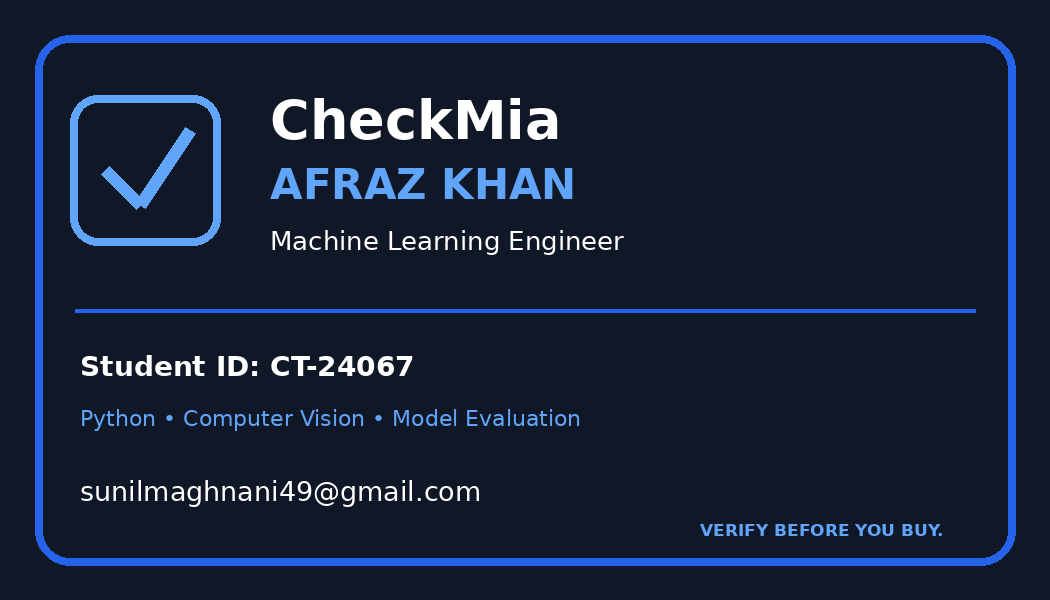 CheckMia
AFRAZ KHAN
Machine Learning Engineer
Student ID: CT-24067
Python • Computer Vision • Model Evaluation
sunilmaghnani49@gmail.com
VERIFY BEFORE YOU BUY.